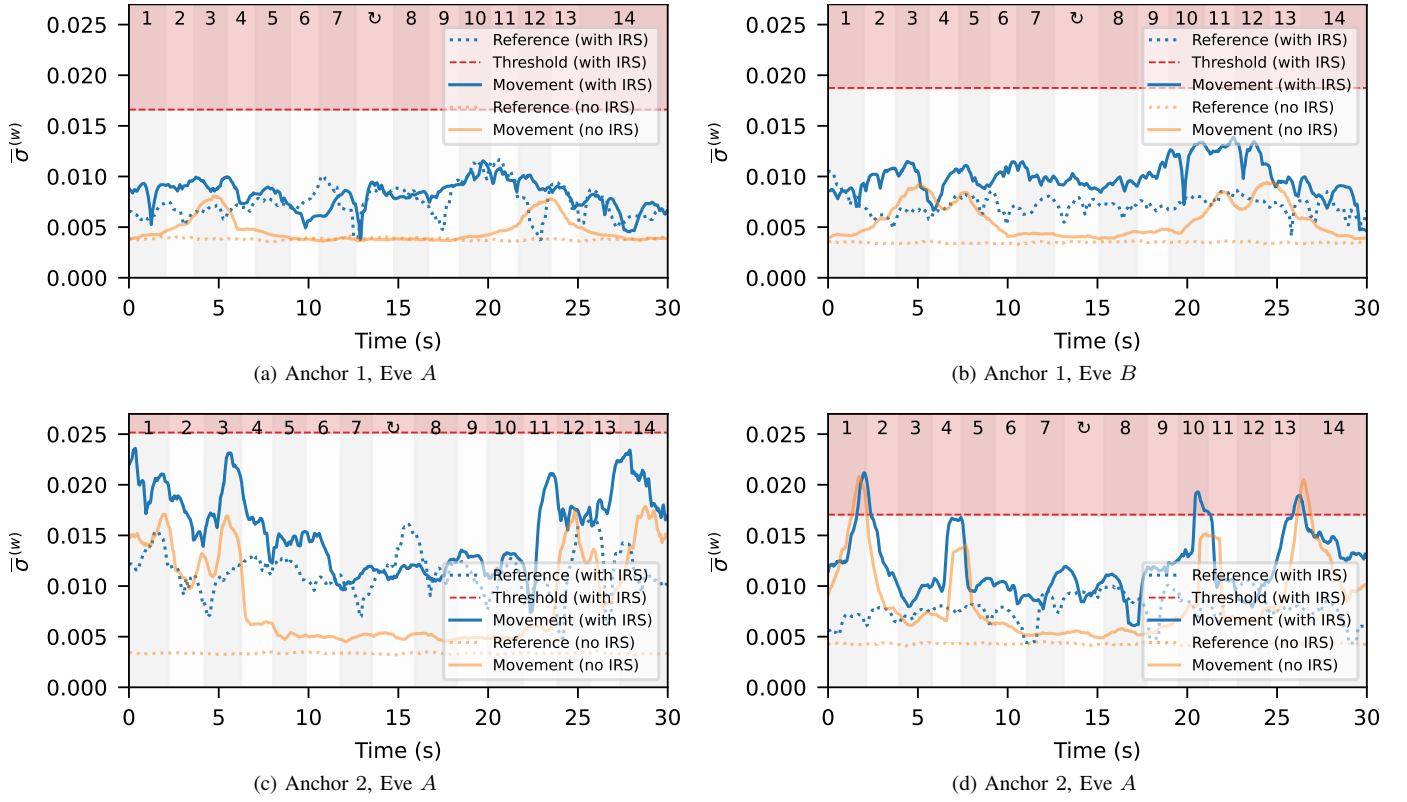 1 2 3 4 5 6 7 ↻ 8 9 10 11 12 13 14
Reference (with IRS)
Threshold (with IRS)
Movement (with IRS)
Reference (no IRS)
Movement (no IRS)
0.025
0.020
0.015
0.010
0.005
0.000
σ̅⁽ʷ⁾
0 5 10 15 20 25 30
Time (s)
(a) Anchor 1, Eve A
1 2 3 4 5 6 7 ↻ 8 9 10 11 12 13 14
Reference (with IRS)
Threshold (with IRS)
Movement (with IRS)
Reference (no IRS)
Movement (no IRS)
0.025
0.020
0.015
0.010
0.005
0.000
σ̅⁽ʷ⁾
0 5 10 15 20 25 30
Time (s)
(b) Anchor 1, Eve B
1 2 3 4 5 6 7 ↻ 8 9 10 11 12 13 14
0.025
0.020
0.015
0.010
0.005
0.000
σ̅⁽ʷ⁾
Reference (with IRS)
Threshold (with IRS)
Movement (with IRS)
Reference (no IRS)
Movement (no IRS)
0 5 10 15 20 25 30
Time (s)
(c) Anchor 2, Eve A
1 2 3 4 5 6 7 ↻ 8 9 10 11 12 13 14
0.025
0.020
0.015
0.010
0.005
0.000
σ̅⁽ʷ⁾
Reference (with IRS)
Threshold (with IRS)
Movement (with IRS)
Reference (no IRS)
Movement (no IRS)
0 5 10 15 20 25 30
Time (s)
(d) Anchor 2, Eve A